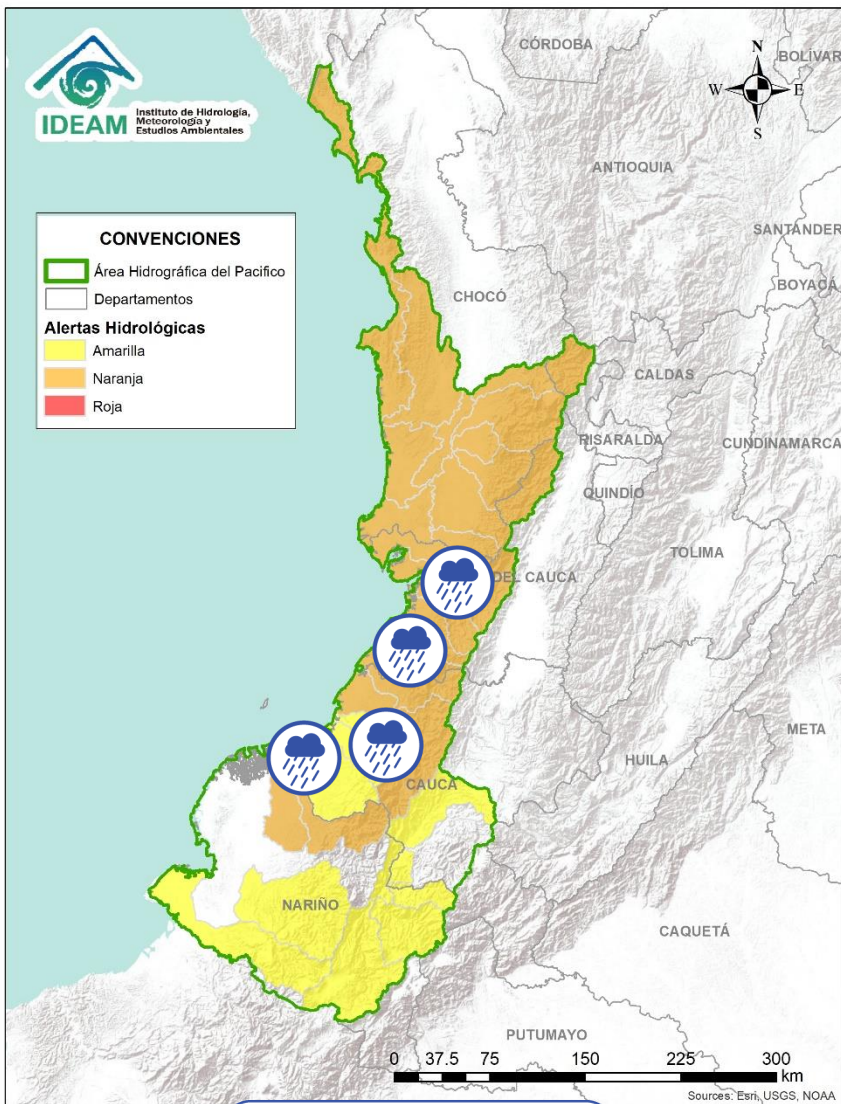 IDEAM
Instituto de Hidrología,
Meteorología y
Estudios Ambientales
CÓRDOBA
BOLÍVAR
N
W E
S
ANTIOQUIA
SANTANDER
BOYACÁ
CONVENCIONES
Área Hidrográfica del Pacifico
Departamentos
Alertas Hidrológicas
Amarilla
Naranja
Roja
CHOCÓ
CALDAS
RISARALDA
CUNDINAMARCA
QUINDÍO
TOLIMA
DEL CAUCA
META
HUILA
CAUCA
NARIÑO
CAQUETÁ
PUTUMAYO
0 37.5 75 150 225 300
km
Sources: Esri, USGS, NOAA